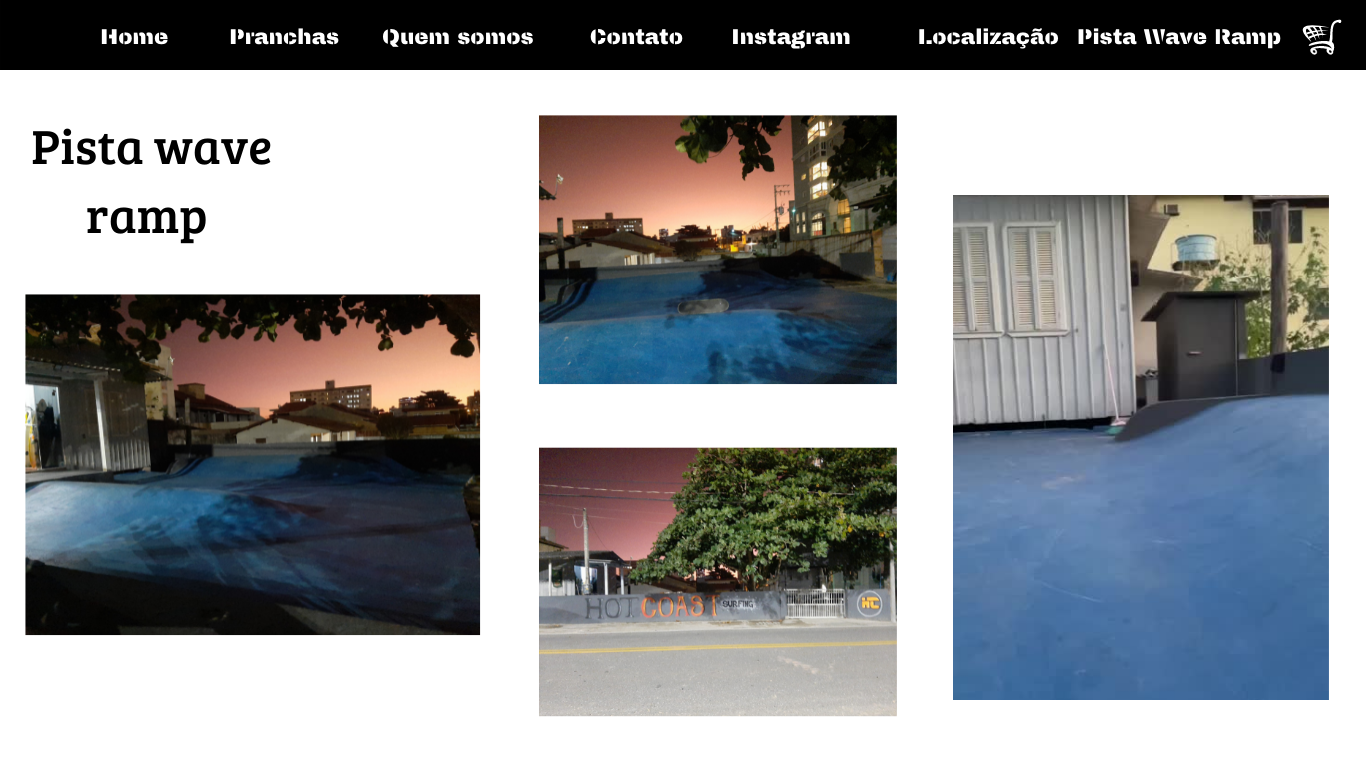 Home Pranchas Quem somos Contato Instagram Localização Pista Wave Ramp
Pista wave
ramp
HOT COAST SURFING
HC